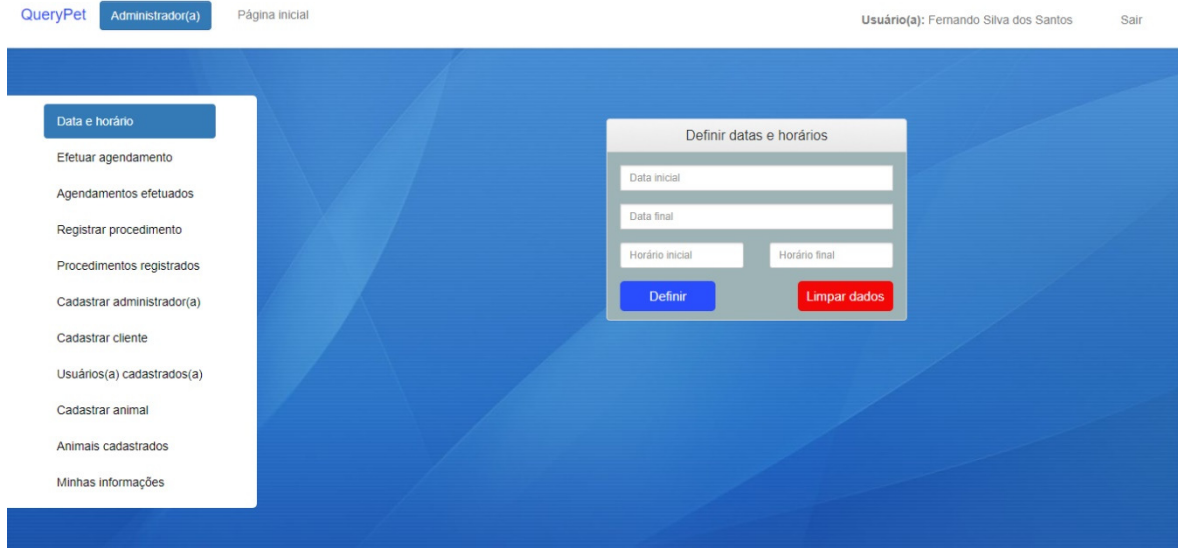 QueryPet Administrador(a) Página inicial Usuário(a): Fernando Silva dos Santos Sair
Data e horário
Efetuar agendamento
Agendamentos efetuados
Registrar procedimento
Procedimentos registrados
Cadastrar administrador(a)
Cadastrar cliente
Usuários(a) cadastrados(a)
Cadastrar animal
Animais cadastrados
Minhas informações
Definir datas e horários
Data inicial
Data final
Horário inicial Horário final
Definir Limpar dados